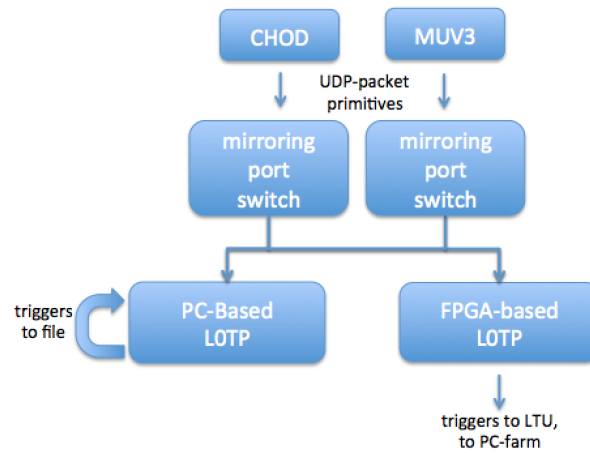 CHOD
MUV3
UDP-packet
primitives
mirroring
port
switch
mirroring
port
switch
triggers
to file
PC-Based
L0TP
FPGA-based
L0TP
triggers to LTU,
to PC-farm